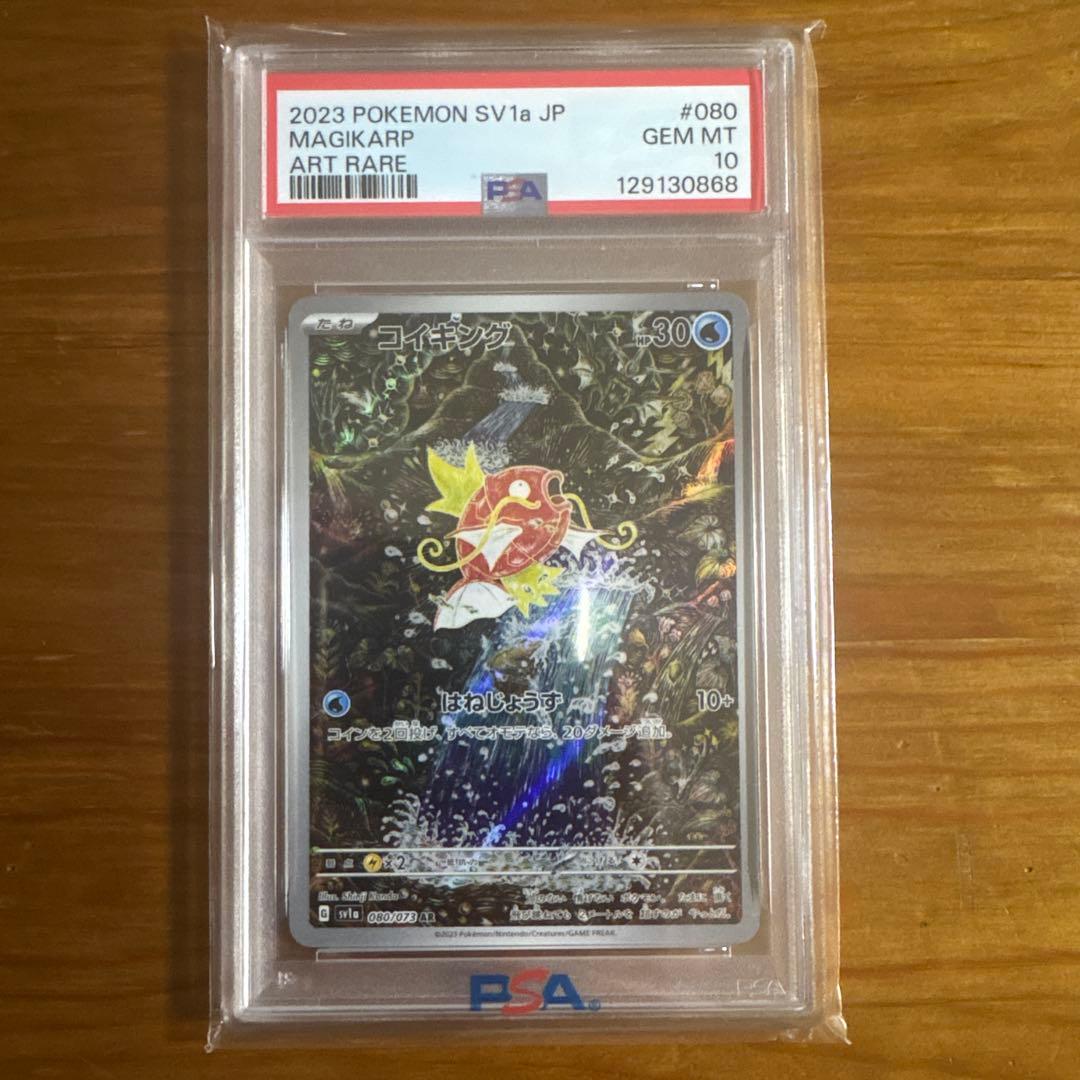 2023 POKEMON SV1a JP #080
MAGIKARP GEM MT
ART RARE 10
PSA 129130868
たね コイキング HP30
はねじょうず 10+
コインを2回投げ、すべてオモテなら、20ダメージ追加。
×2
Illus. Shinji Kanda
G SV1a 080/073 AR
©2023 Pokémon/Nintendo/Creatures/GAME FREAK.
PSA